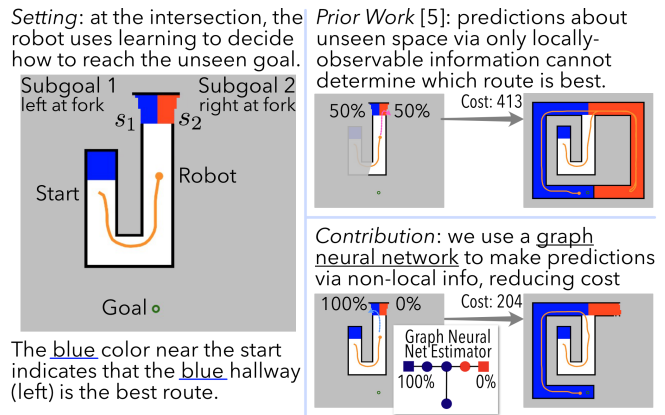 Setting: at the intersection, the
robot uses learning to decide
how to reach the unseen goal.
Subgoal 1
left at fork
Subgoal 2
right at fork
s1
s2
Start
Robot
Goal
The blue color near the start
indicates that the blue hallway
(left) is the best route.
Prior Work [5]: predictions about
unseen space via only locally-
observable information cannot
determine which route is best.
50%
50%
Cost: 413
Contribution: we use a graph
neural network to make predictions
via non-local info, reducing cost
100%
0%
Cost: 204
Graph Neural
Net Estimator
100%
0%